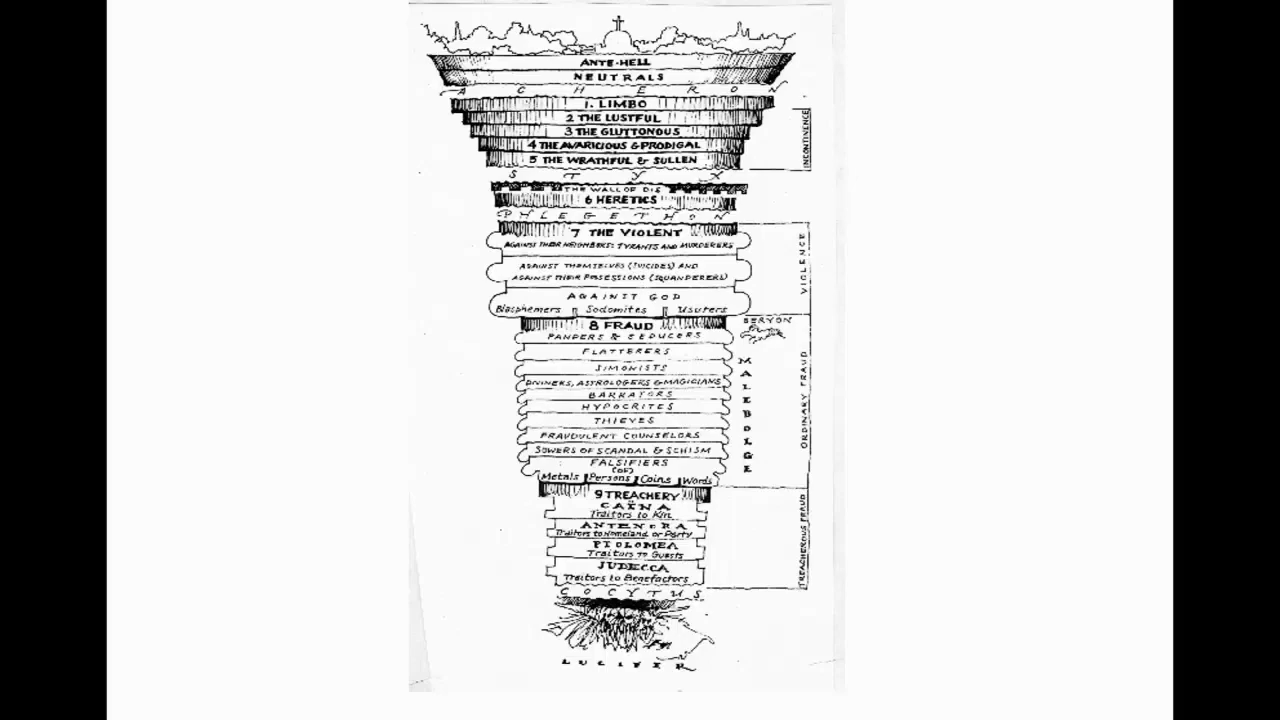 ANTE-HELL
NEUTRALS
ACHERON
1. LIMBO
2 THE LUSTFUL
3 THE GLUTTONOUS
4 THE AVARICIOUS & PRODIGAL
5 THE WRATHFUL & SULLEN
INCONTINENCE
STYX
THE WALL OF DIS
6 HERETICS
PHLEGETHON
7 THE VIOLENT
AGAINST THEIR NEIGHBORS: TYRANTS AND MURDERERS
AGAINST THEMSELVES (SUICIDES) AND
AGAINST THEIR POSSESSIONS (SQUANDERERS)
AGAINST GOD
Blasphemers Sodomites Usurers
VIOLENCE
8 FRAUD
GERYON
PANDERS & SEDUCERS
FLATTERERS
SIMONISTS
DIVINERS, ASTROLOGERS & MAGICIANS
BARRATORS
HYPOCRITES
THIEVES
FRAUDULENT COUNSELORS
SOWERS OF SCANDAL & SCHISM
FALSIFIERS
(OF)
Metals Persons Coins Words
MALEBOLGE
ORDINARY FRAUD
9 TREACHERY
CAÏNA
Traitors to Kin
ANTENORA
Traitors to Homeland or Party
PTOLOMEA
Traitors to Guests
JUDECCA
Traitors to Benefactors
TREACHEROUS FRAUD
COCYTUS
LUCIFER